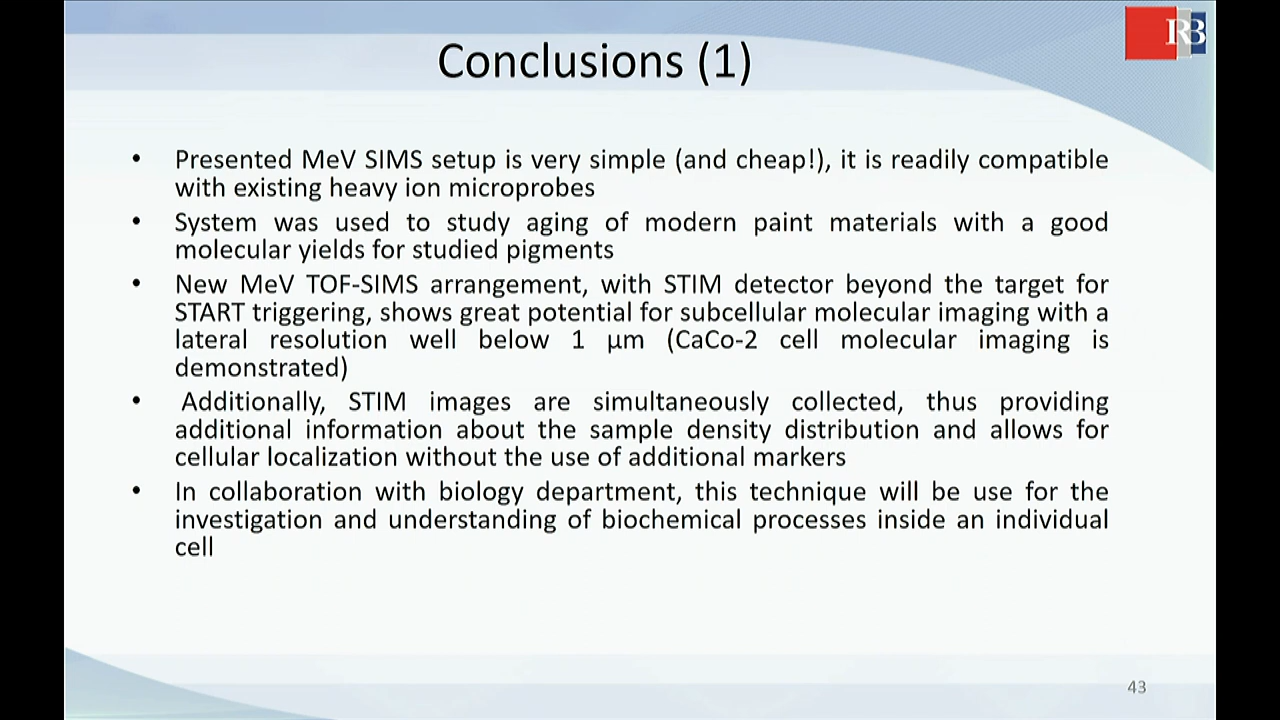 Conclusions (1)
IRB
• Presented MeV SIMS setup is very simple (and cheap!), it is readily compatible
with existing heavy ion microprobes
• System was used to study aging of modern paint materials with a good
molecular yields for studied pigments
• New MeV TOF-SIMS arrangement, with STIM detector beyond the target for
START triggering, shows great potential for subcellular molecular imaging with a
lateral resolution well below 1 μm (CaCo-2 cell molecular imaging is
demonstrated)
• Additionally, STIM images are simultaneously collected, thus providing
additional information about the sample density distribution and allows for
cellular localization without the use of additional markers
• In collaboration with biology department, this technique will be use for the
investigation and understanding of biochemical processes inside an individual
cell
43